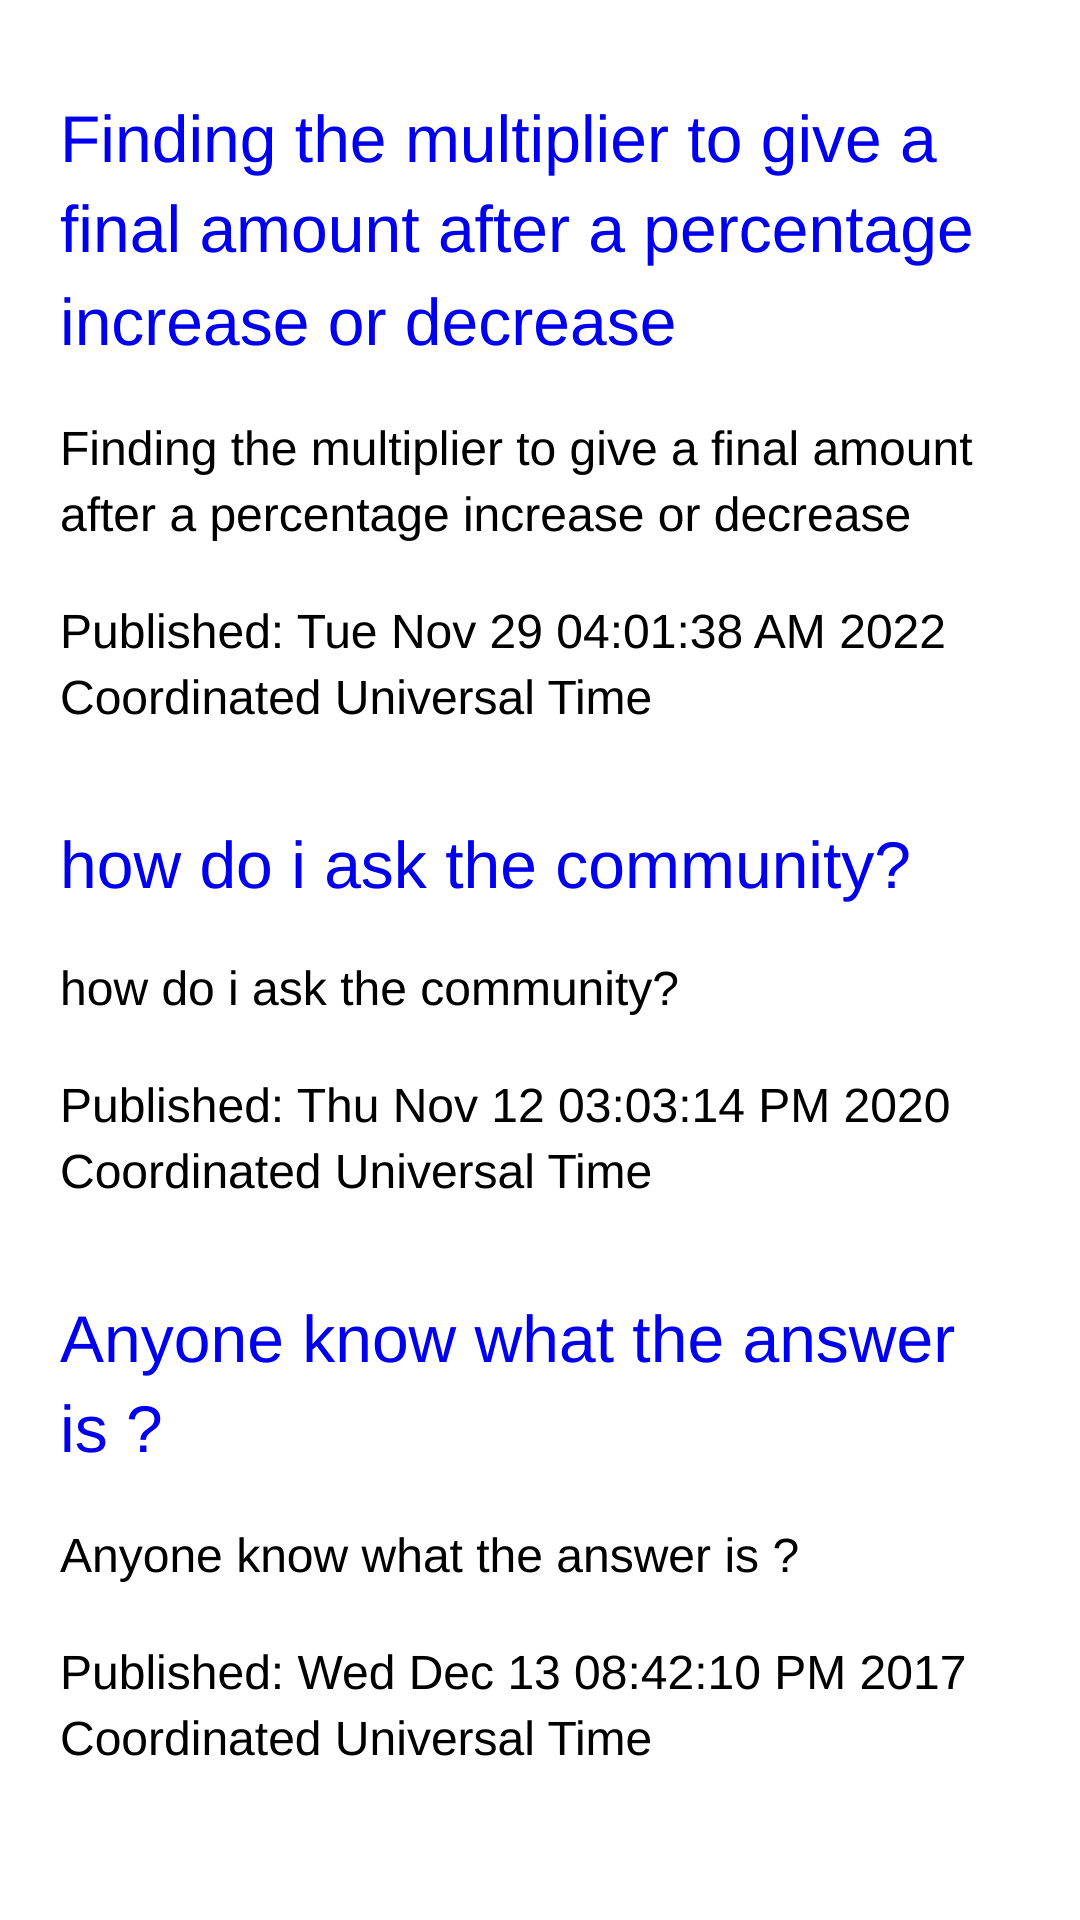 Finding the multiplier to give a
final amount after a percentage
increase or decrease
Finding the multiplier to give a final amount
after a percentage increase or decrease
Published: Tue Nov 29 04:01:38 AM 2022
Coordinated Universal Time
how do i ask the community?
how do i ask the community?
Published: Thu Nov 12 03:03:14 PM 2020
Coordinated Universal Time
Anyone know what the answer
is ?
Anyone know what the answer is ?
Published: Wed Dec 13 08:42:10 PM 2017
Coordinated Universal Time